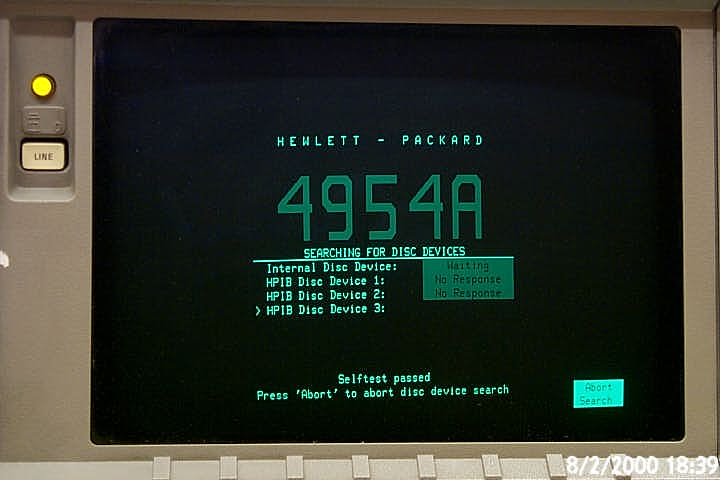 LINE
HEWLETT - PACKARD
4954A
SEARCHING FOR DISC DEVICES
Internal Disc Device: Waiting
HPIB Disc Device 1: No Response
HPIB Disc Device 2: No Response
> HPIB Disc Device 3:
Selftest passed
Press 'Abort' to abort disc device search
Abort
Search
8/2/2000 18:39